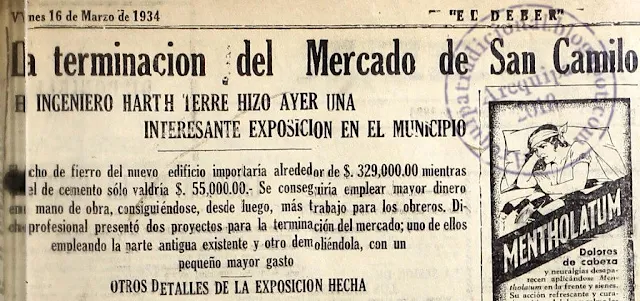 Viernes 16 de Marzo de 1934
"EL DEBER"
La terminacion del Mercado de San Camilo
El INGENIERO HARTH TERRE HIZO AYER UNA
INTERESANTE EXPOSICION EN EL MUNICIPIO
cho de fierro del nuevo edificio importaría alrededor de $. 329,000.00 mientras
el de cemento sólo valdría $. 55,000.00.- Se conseguiría emplear mayor dinero
en mano de obra, consiguiéndose, desde luego, más trabajo para los obreros. Di-
cho profesional presentó dos proyectos para la terminación del mercado; uno de ellos
empleando la parte antigua existente y otro demoliéndola, con un
pequeño mayor gasto
OTROS DETALLES DE LA EXPOSICION HECHA
Arequipa
2010
MENTHOLATUM
Dolores
de cabeza
y neuralgias desapa-
recen aplicándose Men-
tholatum en la frente y sienes.
Su acción refrescante y cura-